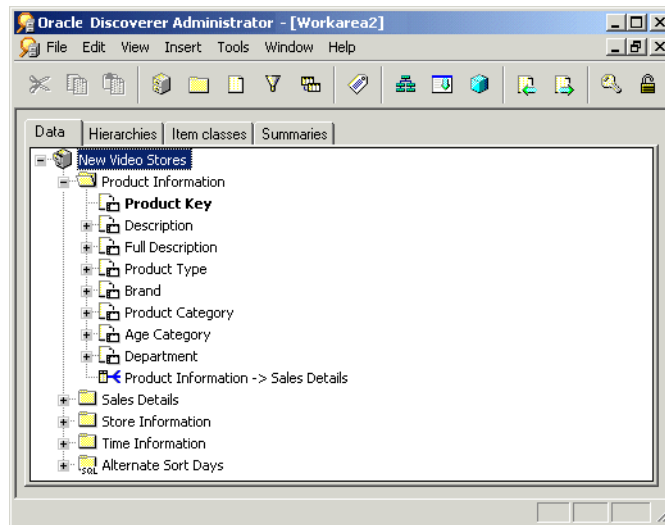 Oracle Discoverer Administrator - [Workarea2]
File Edit View Insert Tools Window Help
Data Hierarchies Item classes Summaries
New Video Stores
Product Information
Product Key
Description
Full Description
Product Type
Brand
Product Category
Age Category
Department
Product Information -> Sales Details
Sales Details
Store Information
Time Information
SQL Alternate Sort Days